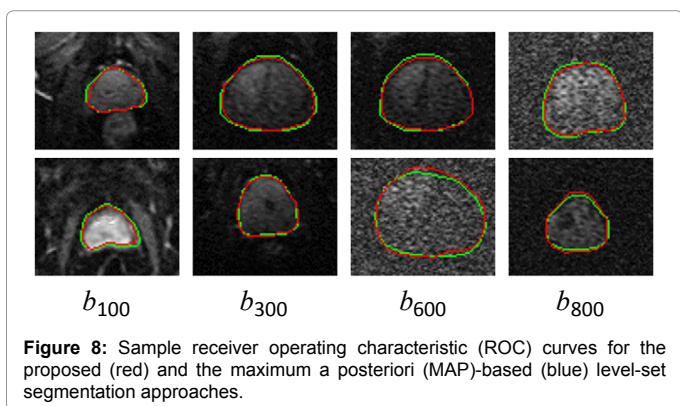 b100 b300 b600 b800
Figure 8: Sample receiver operating characteristic (ROC) curves for the
proposed (red) and the maximum a posteriori (MAP)-based (blue) level-set
segmentation approaches.